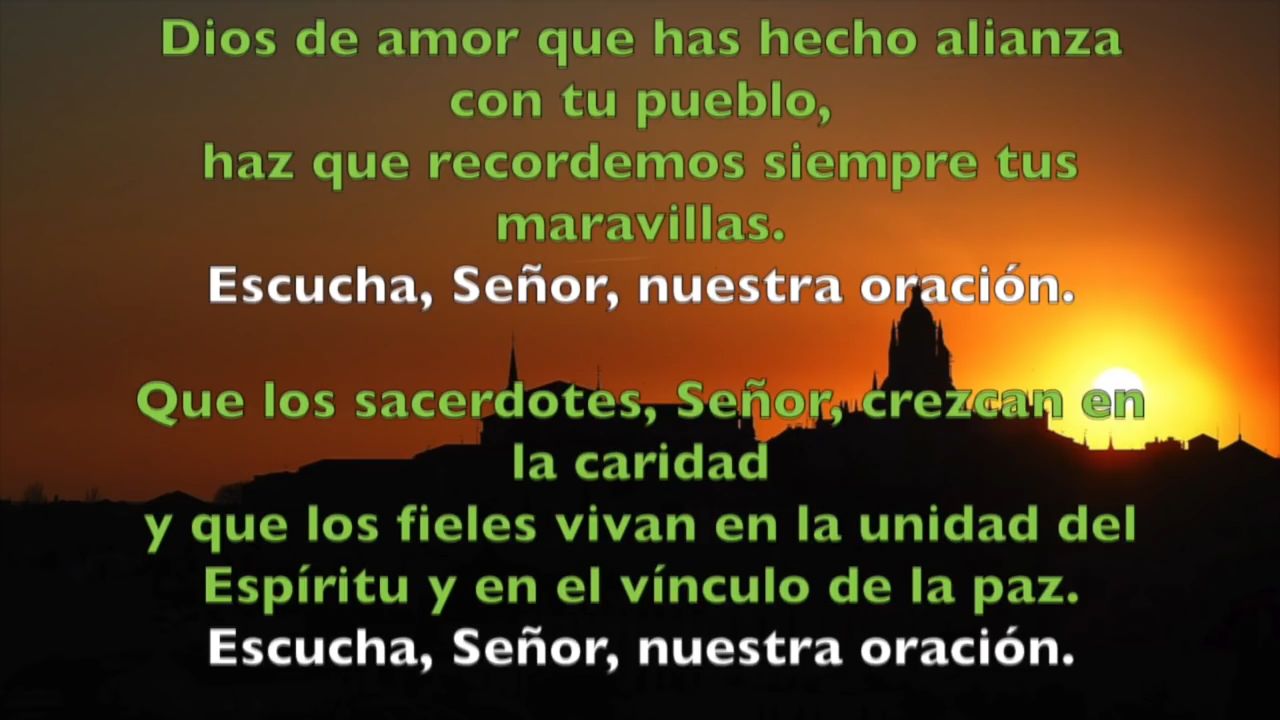 Dios de amor que has hecho alianza
con tu pueblo,
haz que recordemos siempre tus
maravillas.
Escucha, Señor, nuestra oración.
Que los sacerdotes, Señor, crezcan en
la caridad
y que los fieles vivan en la unidad del
Espíritu y en el vínculo de la paz.
Escucha, Señor, nuestra oración.